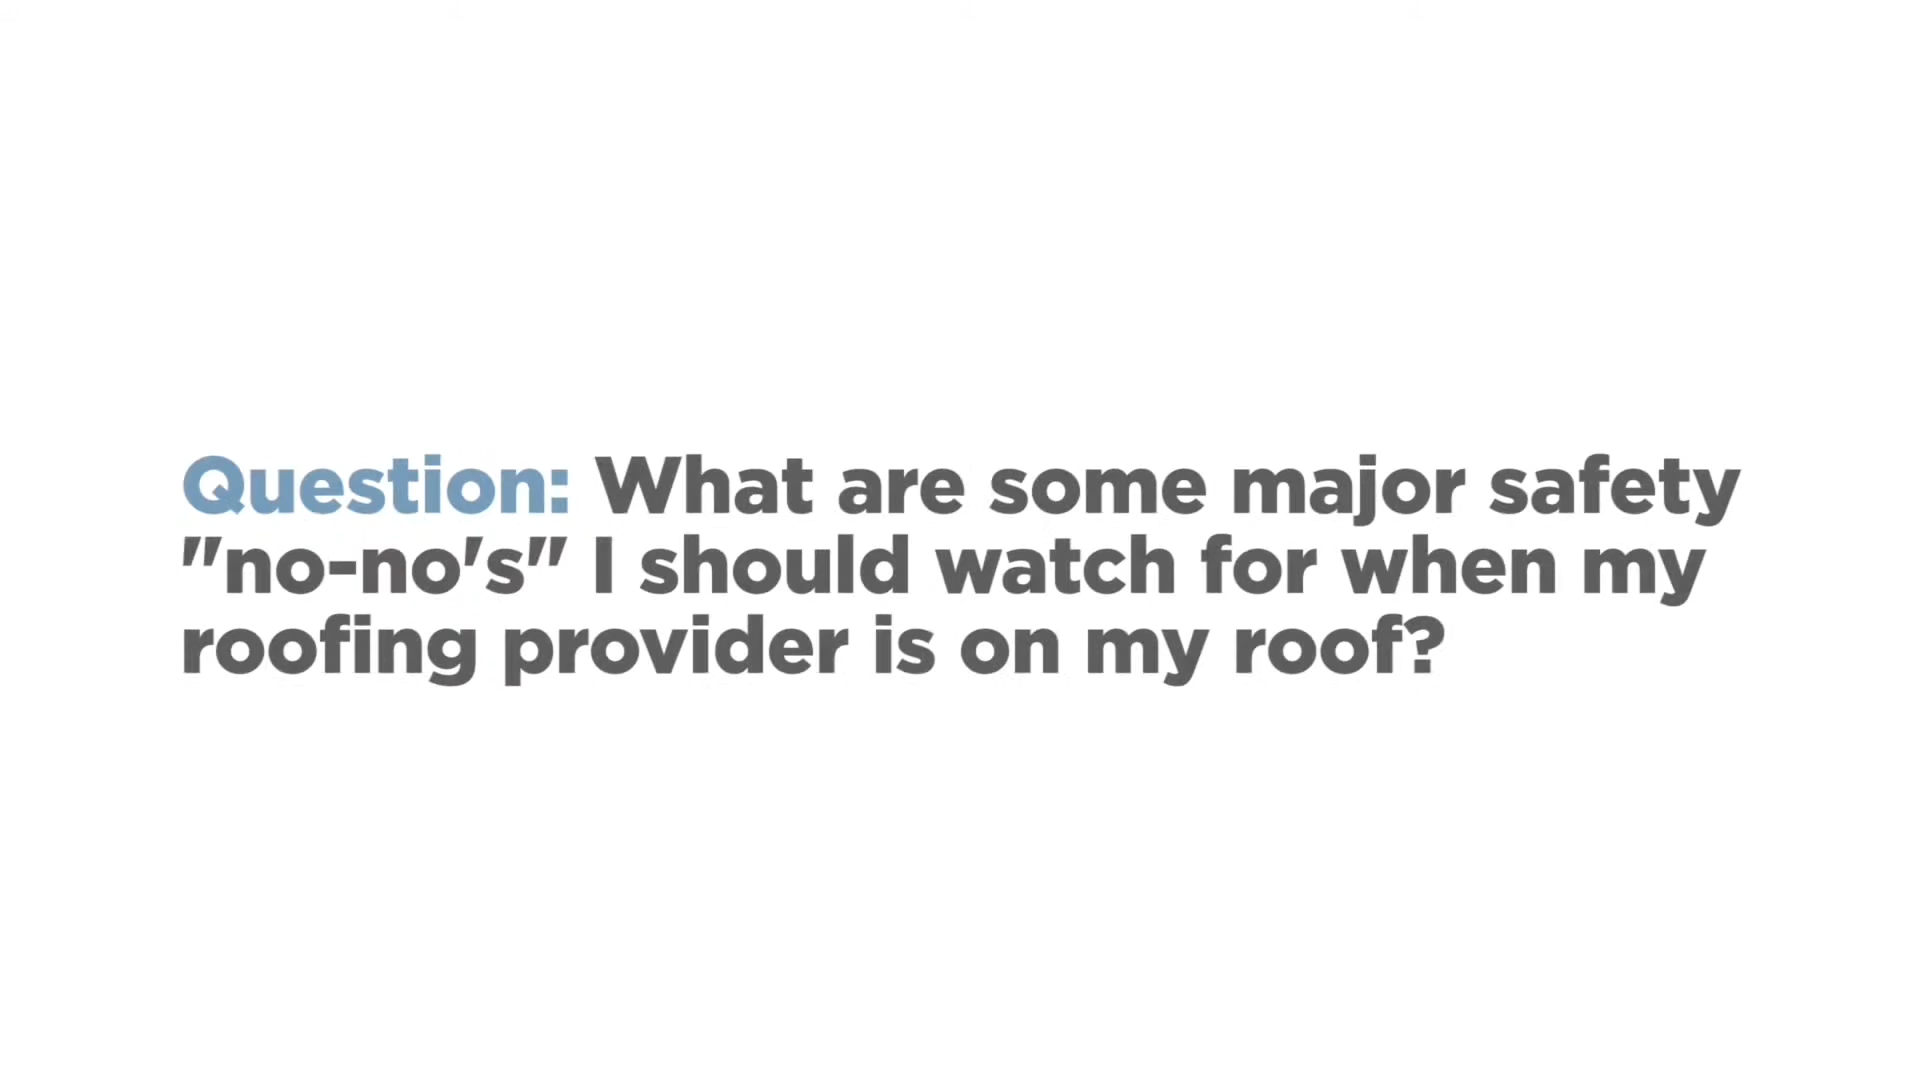 Question: What are some major safety
"no-no's" I should watch for when my
roofing provider is on my roof?